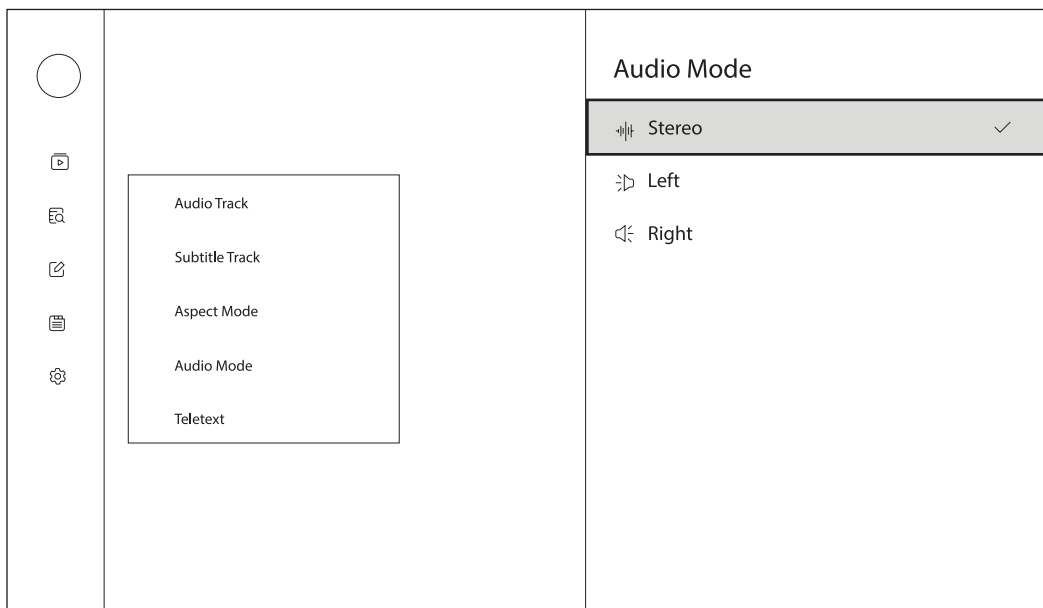 Audio Track
Subtitle Track
Aspect Mode
Audio Mode
Teletext
Audio Mode
Stereo
Left
Right